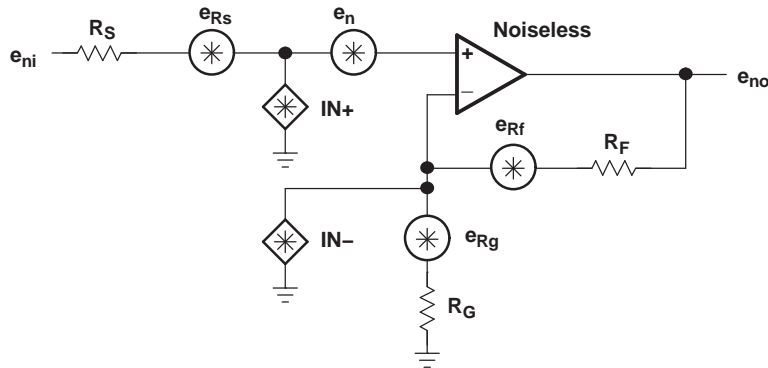 Noiseless
R_S
e_Rs
e_n
e_ni
+
e_no
−
IN+
e_Rf
R_F
IN−
e_Rg
R_G